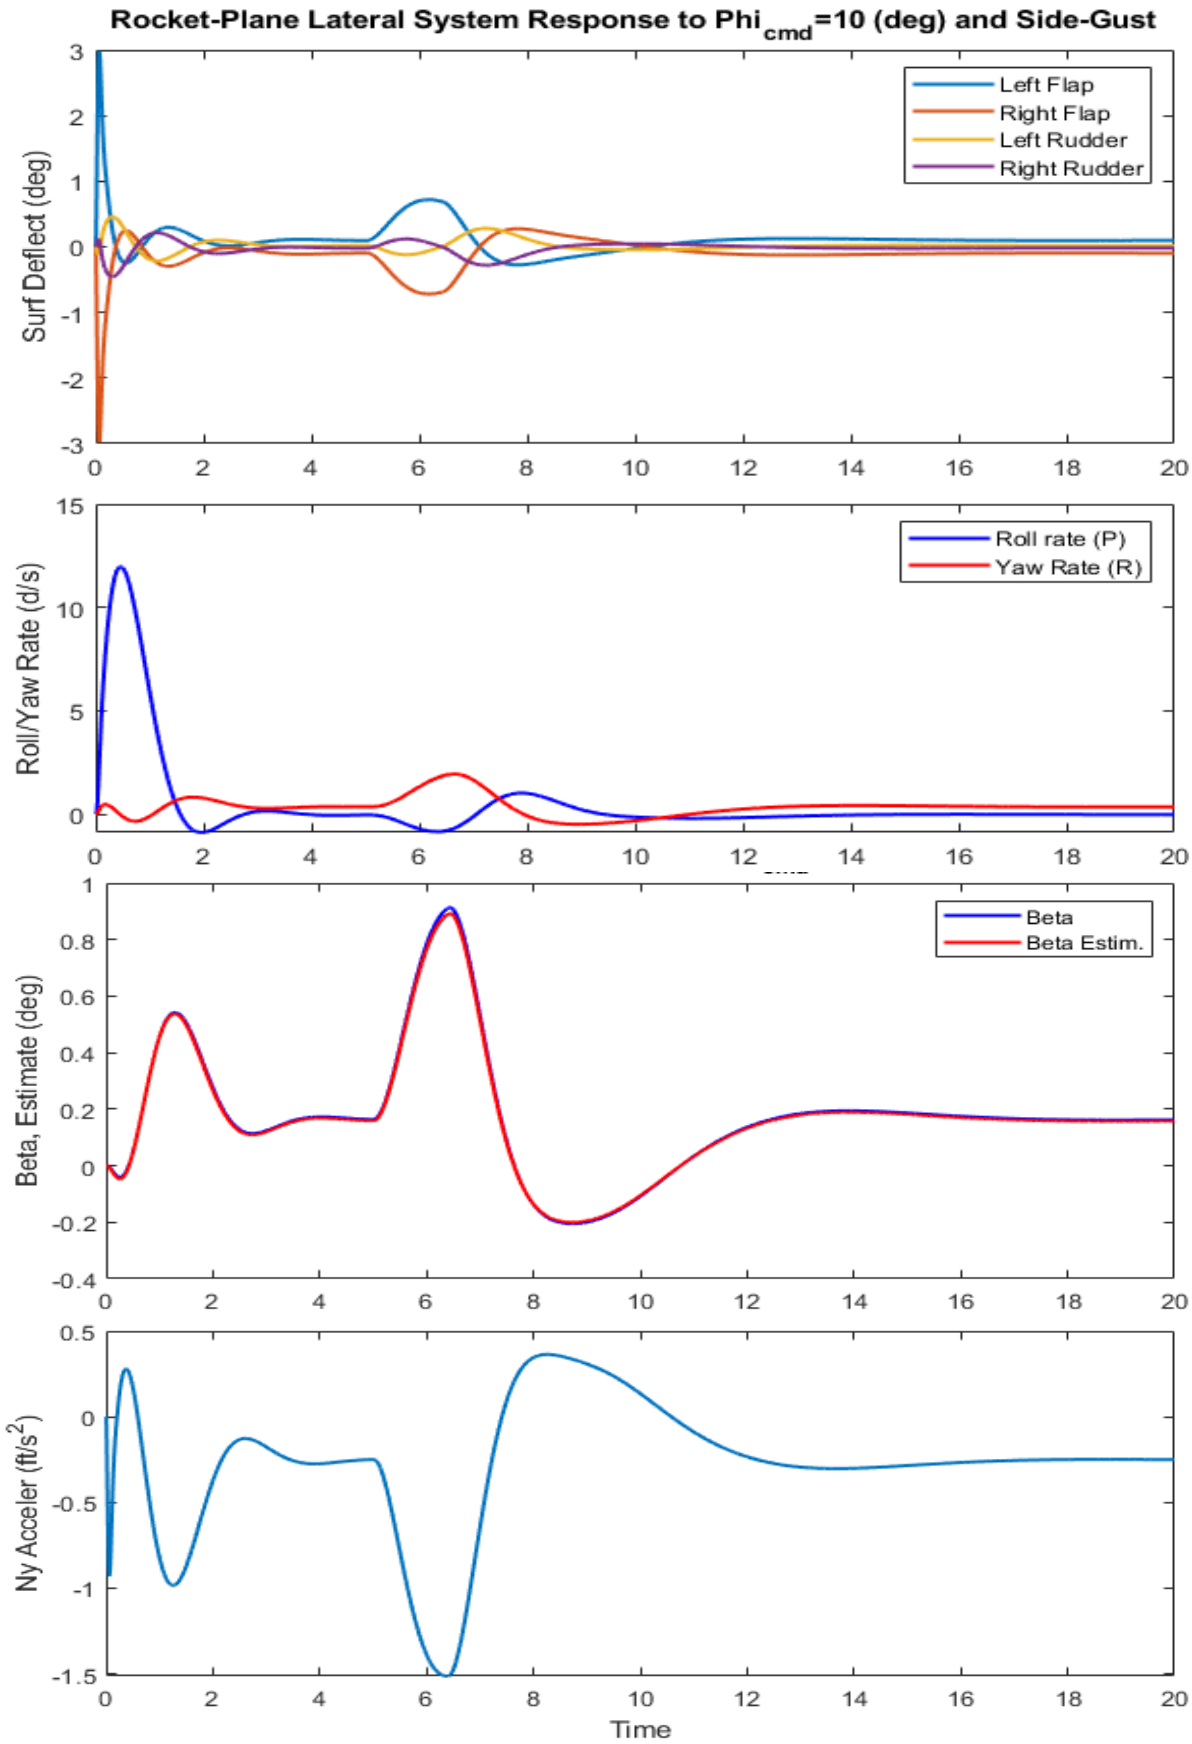 Rocket-Plane Lateral System Response to Phi_cmd=10 (deg) and Side-Gust
Surf Deflect (deg)
3
2
1
0
-1
-2
-3
Left Flap
Right Flap
Left Rudder
Right Rudder
0 2 4 6 8 10 12 14 16 18 20
Roll/Yaw Rate (d/s)
15
10
5
0
Roll rate (P)
Yaw Rate (R)
0 2 4 6 8 10 12 14 16 18 20
Beta, Estimate (deg)
1
0.8
0.6
0.4
0.2
0
-0.2
-0.4
Beta
Beta Estim.
0 2 4 6 8 10 12 14 16 18 20
Ny Acceler (ft/s²)
0.5
0
-0.5
-1
-1.5
0 2 4 6 8 10 12 14 16 18 20
Time